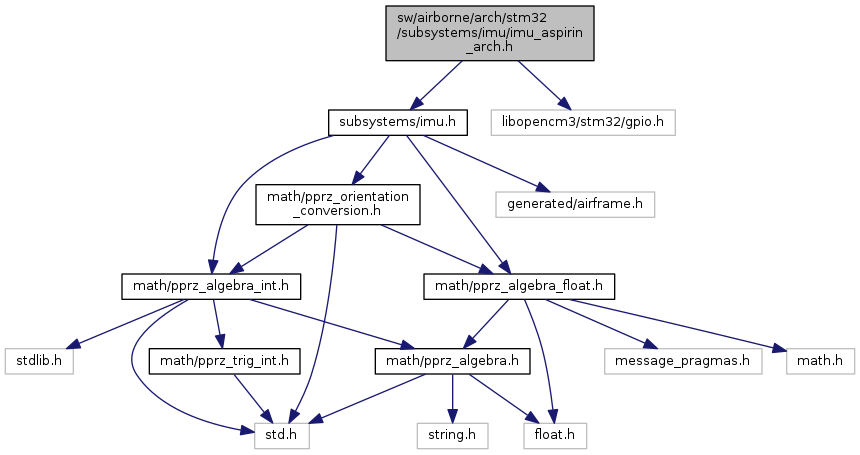 sw/airborne/arch/stm32
/subsystems/imu/imu_aspirin
_arch.h
subsystems/imu.h
libopencm3/stm32/gpio.h
math/pprz_orientation
_conversion.h
generated/airframe.h
math/pprz_algebra_int.h
math/pprz_algebra_float.h
stdlib.h
math/pprz_trig_int.h
math/pprz_algebra.h
message_pragmas.h
math.h
std.h
string.h
float.h